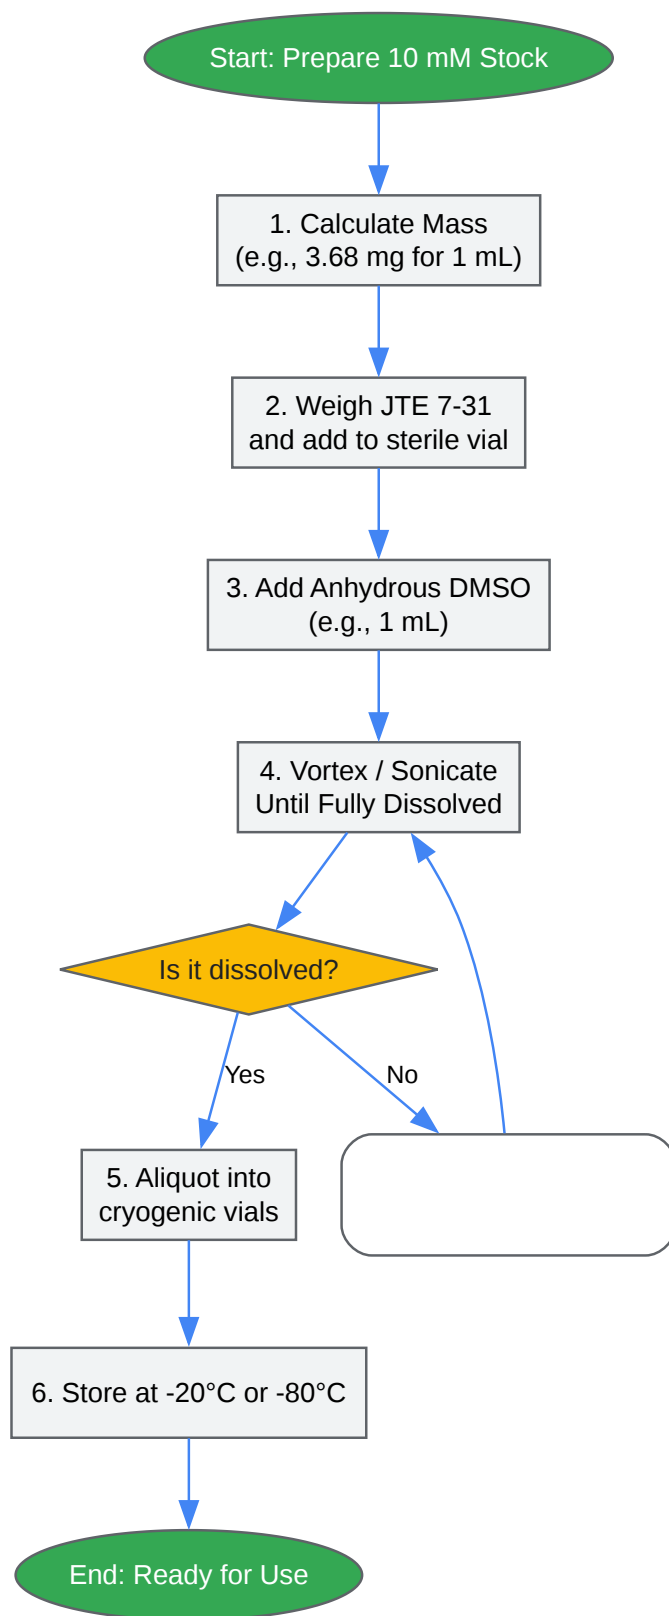 Start: Prepare 10 mM Stock
1. Calculate Mass
(e.g., 3.68 mg for 1 mL)
2. Weigh JTE 7-31
and add to sterile vial
3. Add Anhydrous DMSO
(e.g., 1 mL)
4. Vortex / Sonicate
Until Fully Dissolved
Is it dissolved?
Yes
No
5. Aliquot into
cryogenic vials
6. Store at -20°C or -80°C
End: Ready for Use